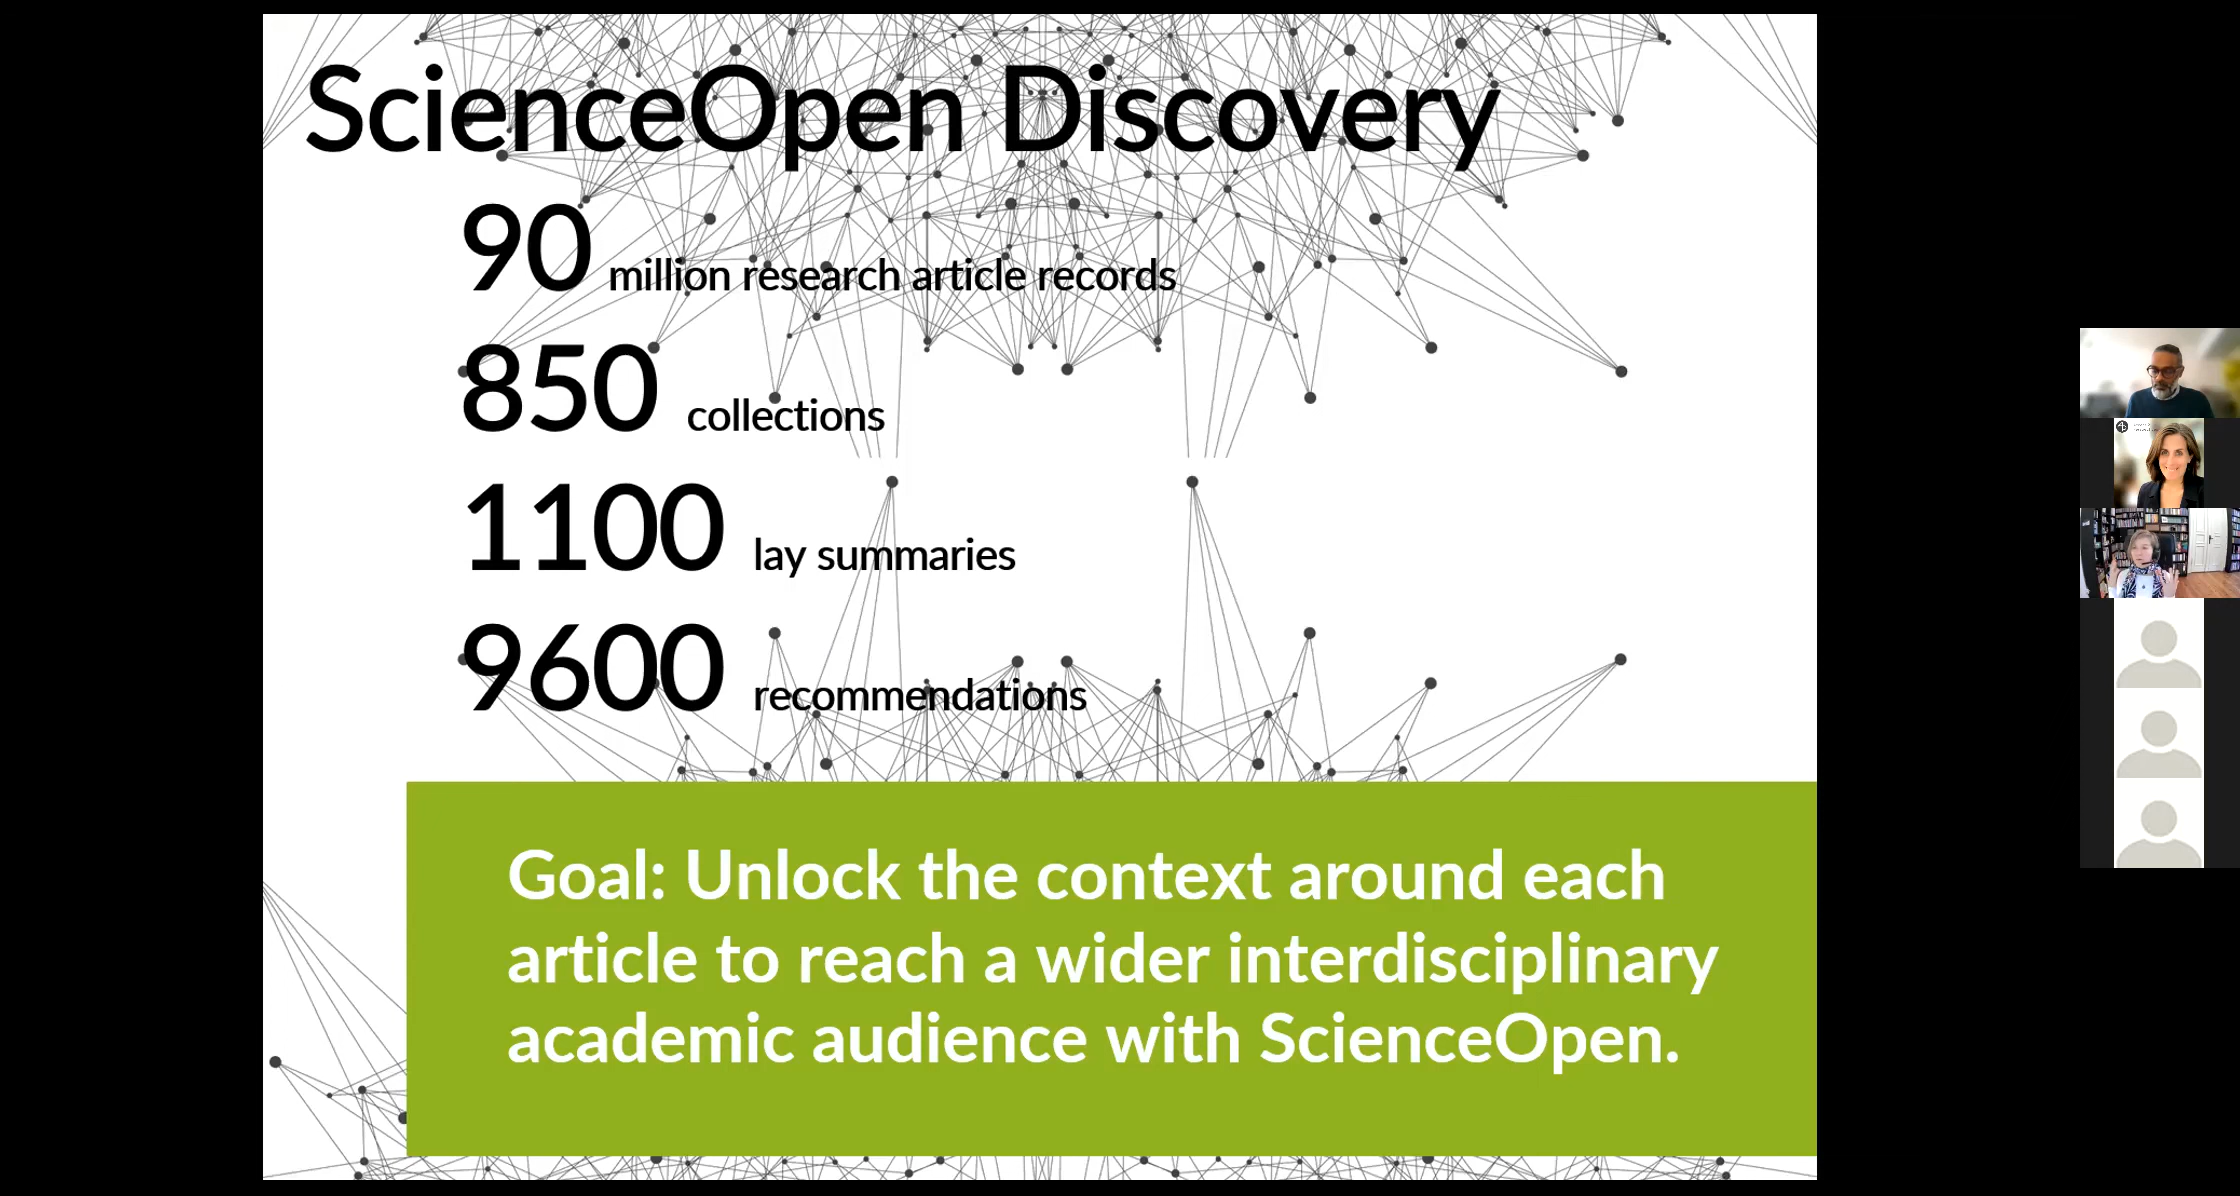 ScienceOpen Discovery
90 million research article records
850 collections
1100 lay summaries
9600 recommendations
Goal: Unlock the context around each
article to reach a wider interdisciplinary
academic audience with ScienceOpen.